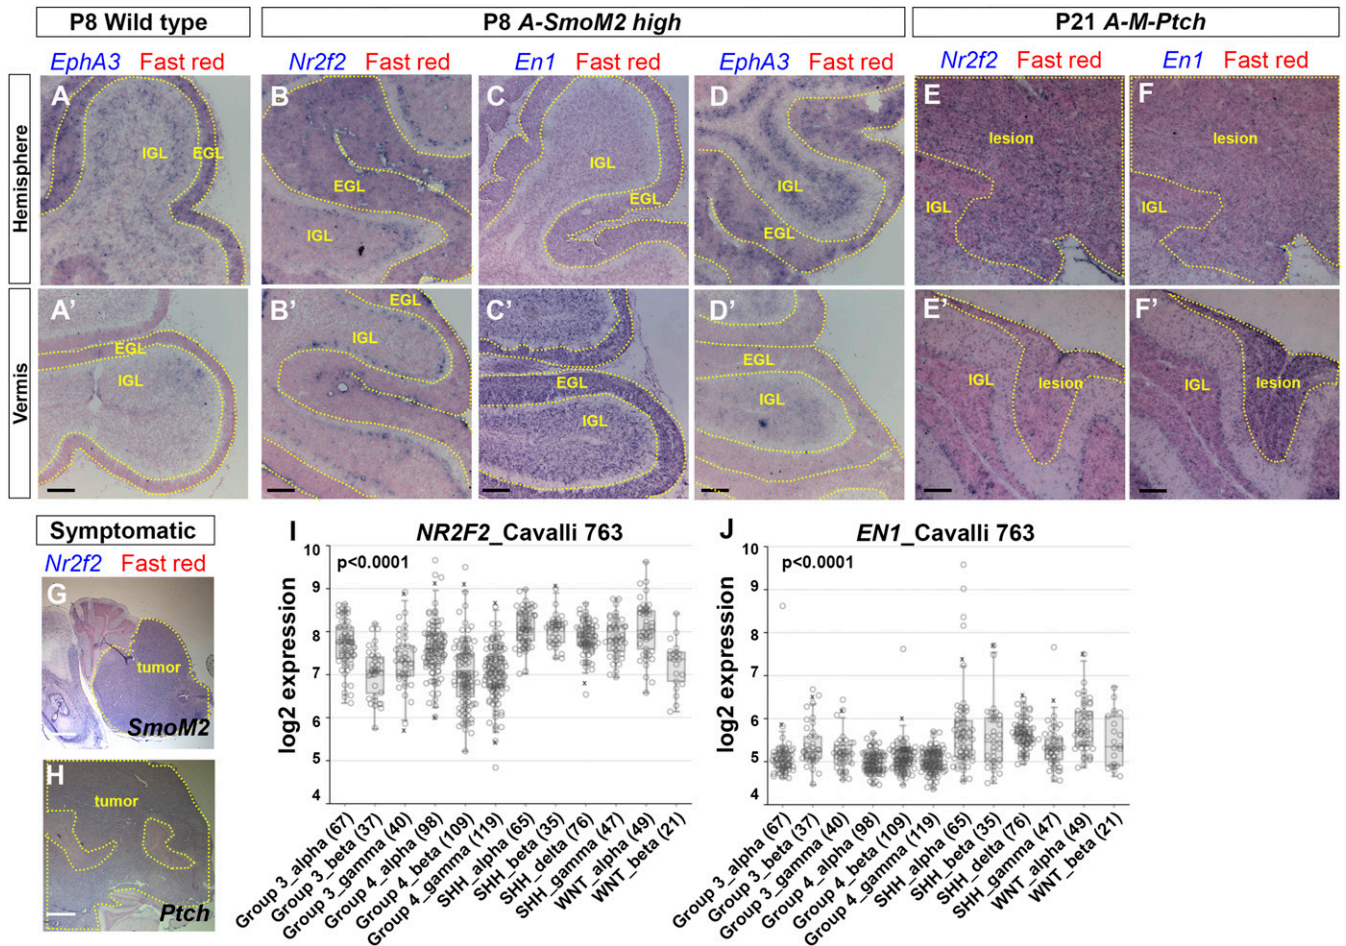 P8 Wild type
P8 A-SmoM2 high
P21 A-M-Ptch
EphA3 Fast red
Nr2f2 Fast red
En1 Fast red
EphA3 Fast red
Nr2f2 Fast red
En1 Fast red
Hemisphere
A
IGL
EGL
B
EGL
IGL
C
IGL
EGL
D
IGL
EGL
E
lesion
IGL
F
lesion
IGL
Vermis
A'
EGL
IGL
B'
EGL
IGL
C'
EGL
IGL
D'
EGL
IGL
E'
IGL
lesion
F'
IGL
lesion
Symptomatic
Nr2f2 Fast red
G
tumor
SmoM2
H
tumor
Ptch
I
NR2F2_Cavalli 763
p<0.0001
log2 expression
10
9
8
7
6
5
4
Group 3_alpha (67)
Group 3_beta (37)
Group 3_gamma (40)
Group 4_alpha (98)
Group 4_beta (109)
Group 4_gamma (119)
SHH_alpha (65)
SHH_beta (35)
SHH_delta (76)
SHH_gamma (47)
WNT_alpha (49)
WNT_beta (21)
J
EN1_Cavalli 763
p<0.0001
log2 expression
10
9
8
7
6
5
4
Group 3_alpha (67)
Group 3_beta (37)
Group 3_gamma (40)
Group 4_alpha (98)
Group 4_beta (109)
Group 4_gamma (119)
SHH_alpha (65)
SHH_beta (35)
SHH_delta (76)
SHH_gamma (47)
WNT_alpha (49)
WNT_beta (21)